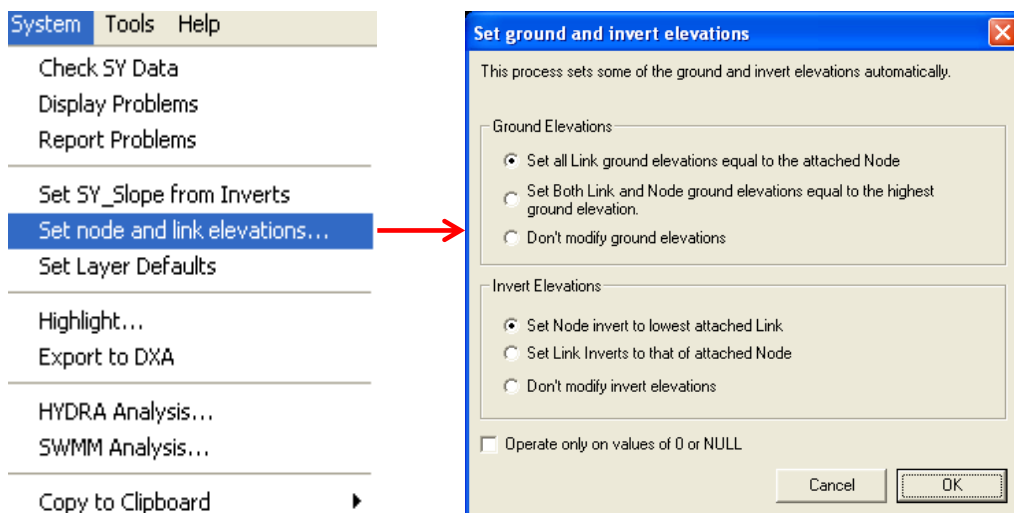 System Tools Help
Check SY Data
Display Problems
Report Problems
Set SY_Slope from Inverts
Set node and link elevations...
Set Layer Defaults
Highlight...
Export to DXA
HYDRA Analysis...
SWMM Analysis...
Copy to Clipboard
Set ground and invert elevations
This process sets some of the ground and invert elevations automatically.
Ground Elevations
Set all Link ground elevations equal to the attached Node
Set Both Link and Node ground elevations equal to the highest
ground elevation.
Don't modify ground elevations
Invert Elevations
Set Node invert to lowest attached Link
Set Link Inverts to that of attached Node
Don't modify invert elevations
Operate only on values of 0 or NULL
Cancel OK